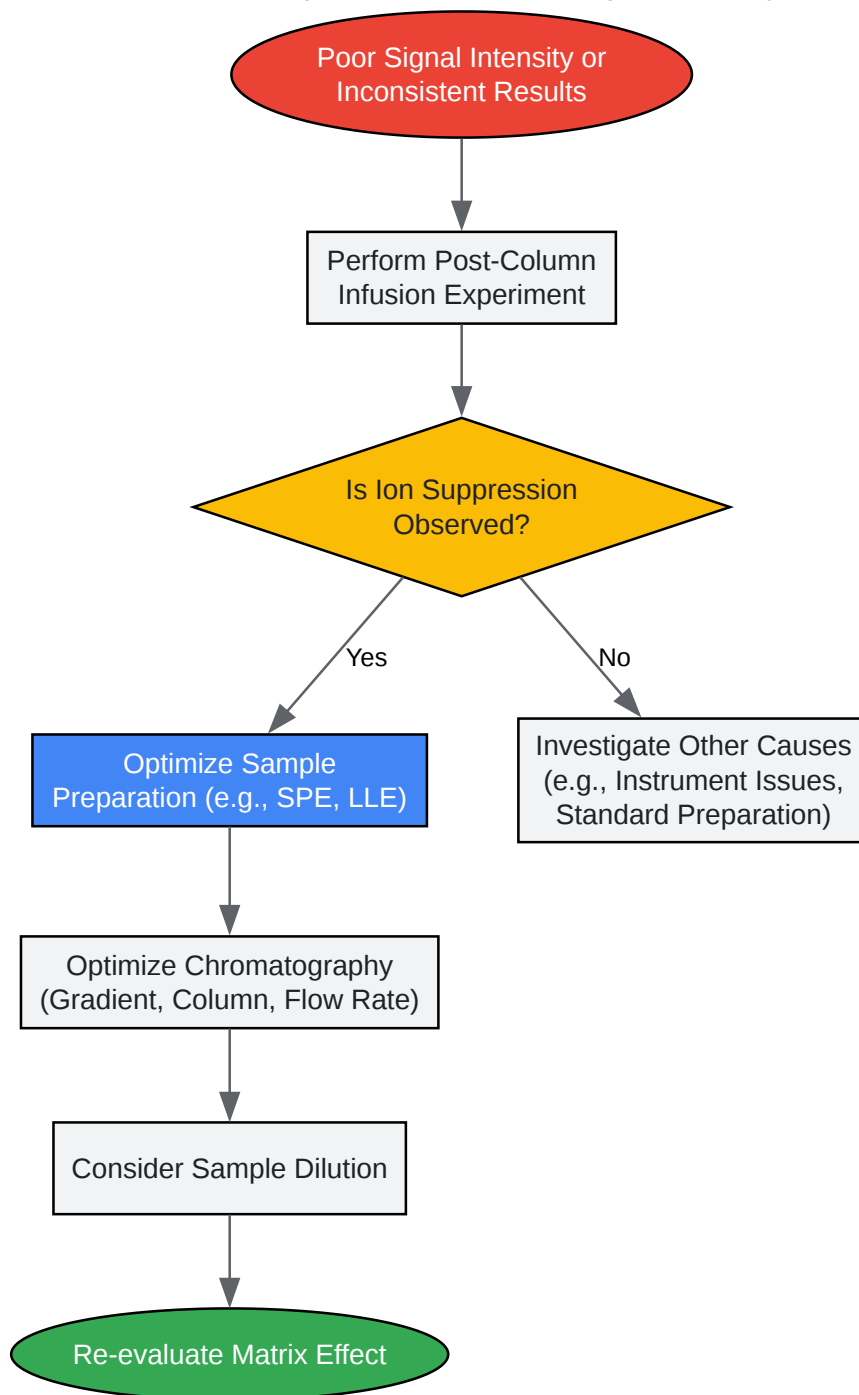 Poor Signal Intensity or
Inconsistent Results
Perform Post-Column
Infusion Experiment
Is Ion Suppression
Observed?
Yes
No
Optimize Sample
Preparation (e.g., SPE, LLE)
Investigate Other Causes
(e.g., Instrument Issues,
Standard Preparation)
Optimize Chromatography
(Gradient, Column, Flow Rate)
Consider Sample Dilution
Re-evaluate Matrix Effect